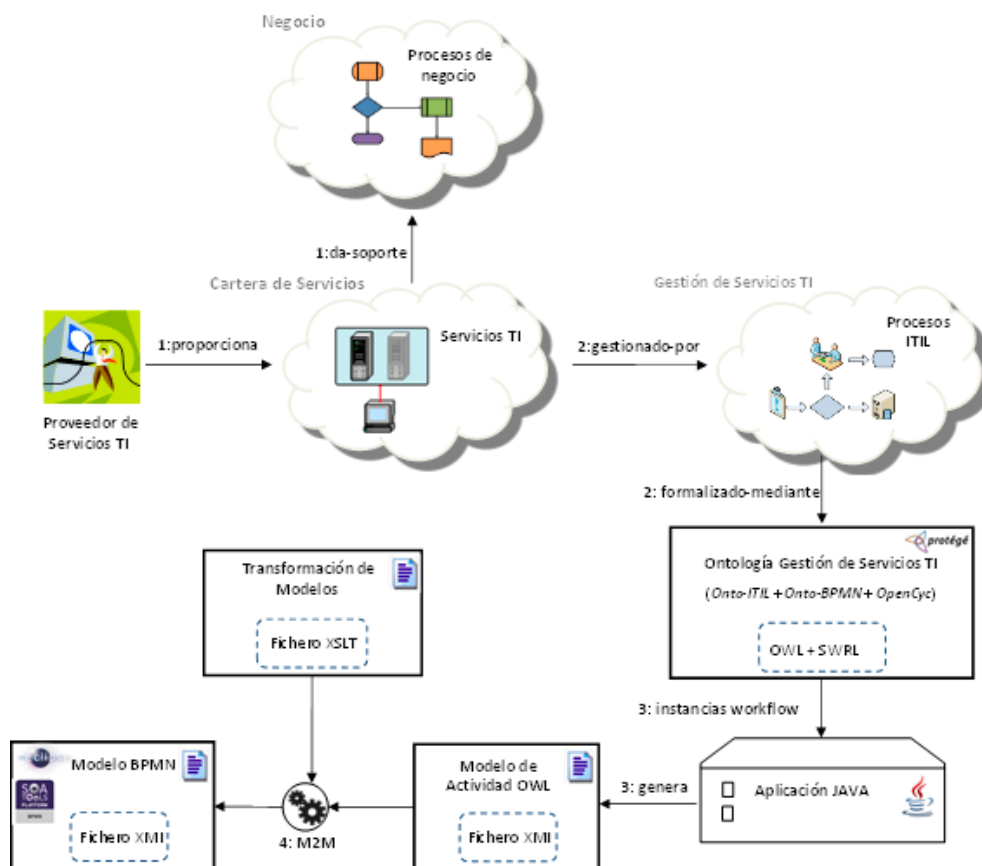 Negocio
Procesos de
negocio
1:da-soporte
Cartera de Servicios
Gestión de Servicios TI
Servicios TI
Procesos
ITIL
1:proporciona
2:gestionado-por
Proveedor de
Servicios TI
2: formalizado-mediante
protégé
Ontología Gestión de Servicios TI
(Onto-ITIL + Onto-BPMN + OpenCyc)
OWL + SWRL
Transformación de
Modelos
Fichero XSLT
3: instancias workflow
Modelo BPMN
SOA
TOOLS
PLATFORM
Fichero XMI
4: M2M
Modelo de
Actividad OWL
Fichero XMI
3: genera
Aplicación JAVA